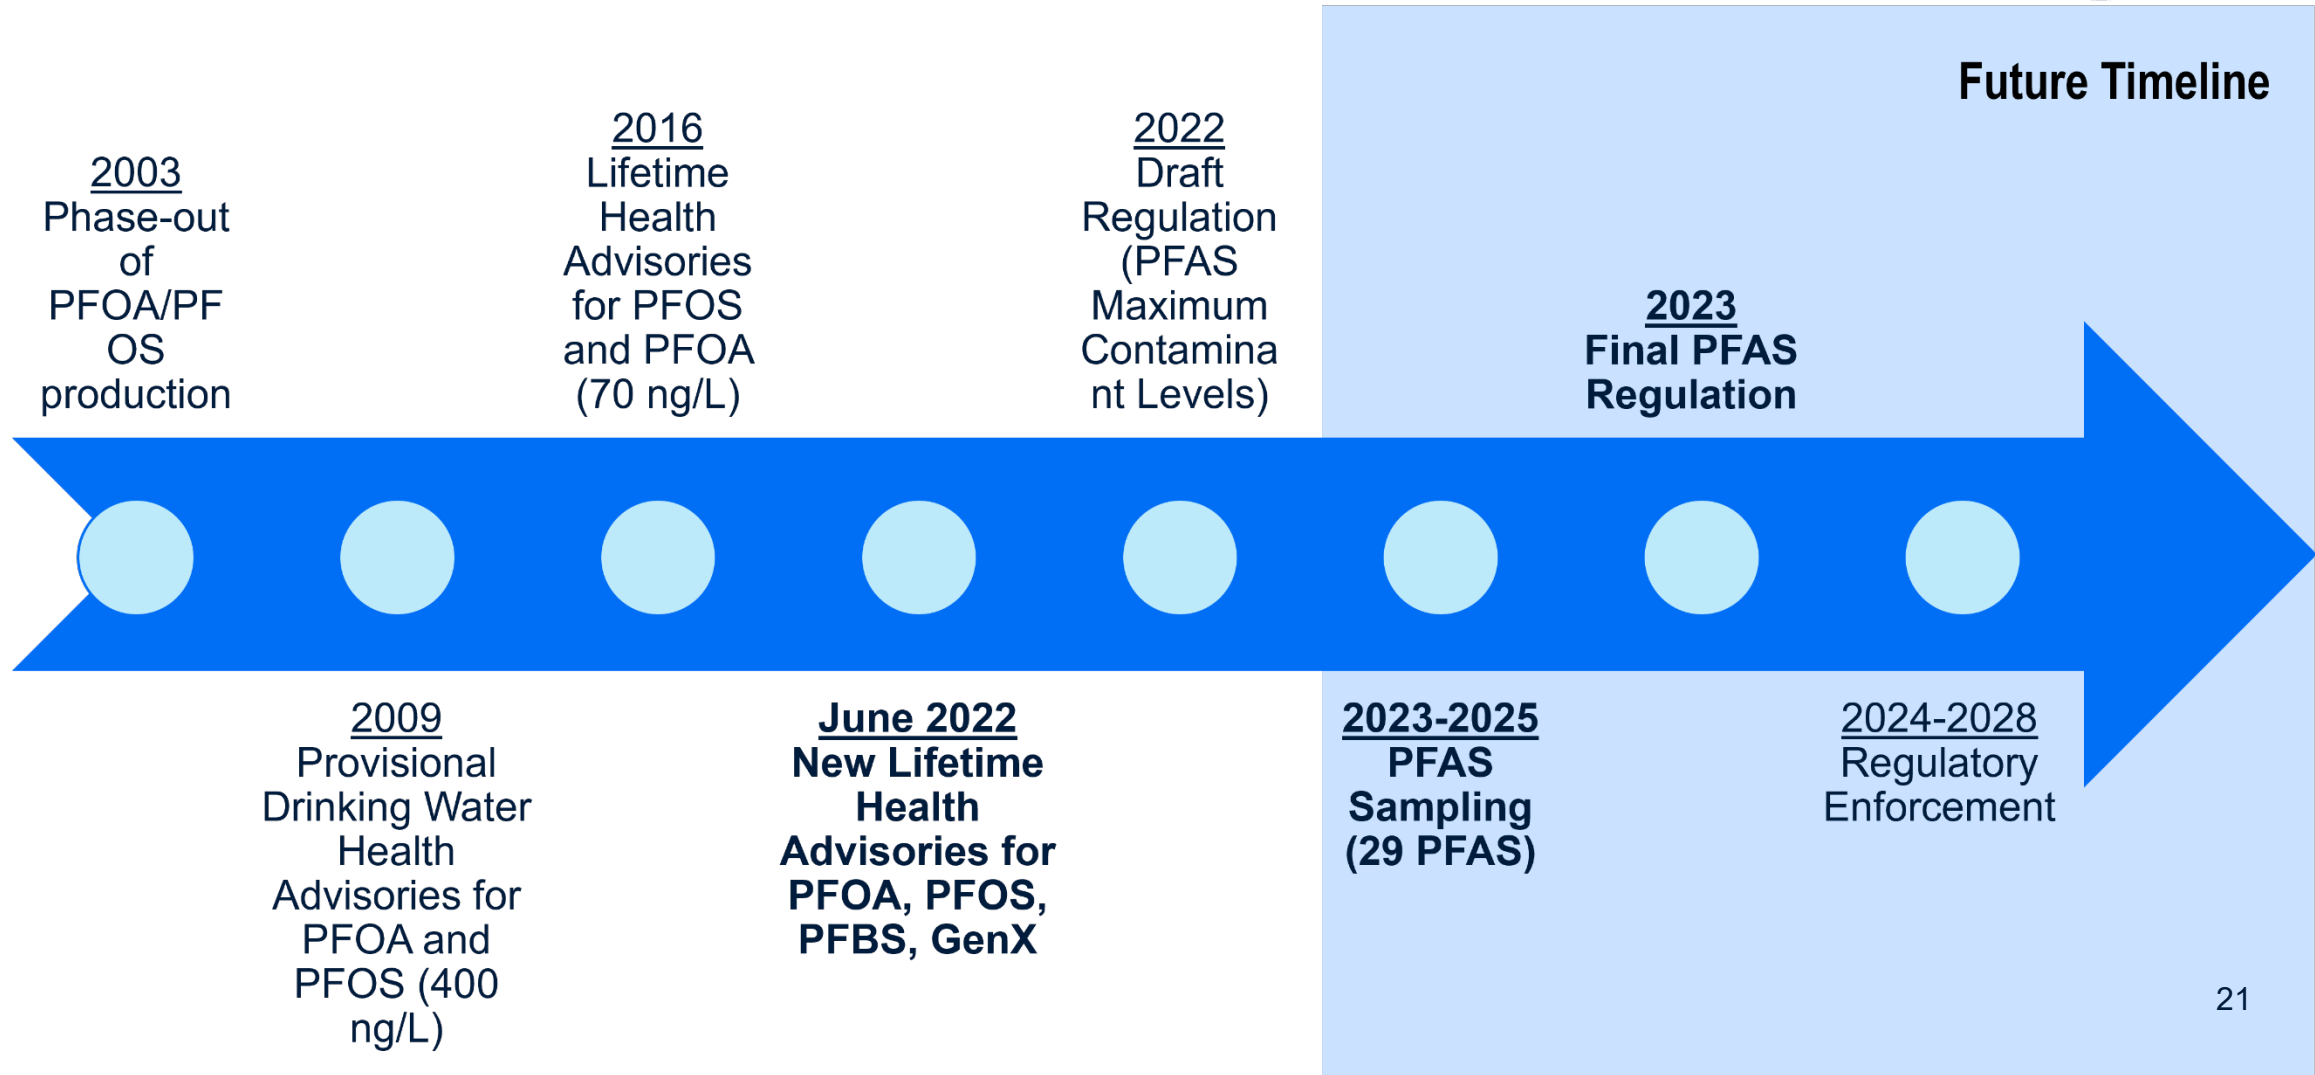 Future Timeline
2003
Phase-out
of
PFOA/PF
OS
production
2009
Provisional
Drinking Water
Health
Advisories for
PFOA and
PFOS (400
ng/L)
2016
Lifetime
Health
Advisories
for PFOS
and PFOA
(70 ng/L)
June 2022
New Lifetime
Health
Advisories for
PFOA, PFOS,
PFBS, GenX
2022
Draft
Regulation
(PFAS
Maximum
Contamina
nt Levels)
2023-2025
PFAS
Sampling
(29 PFAS)
2023
Final PFAS
Regulation
2024-2028
Regulatory
Enforcement
21